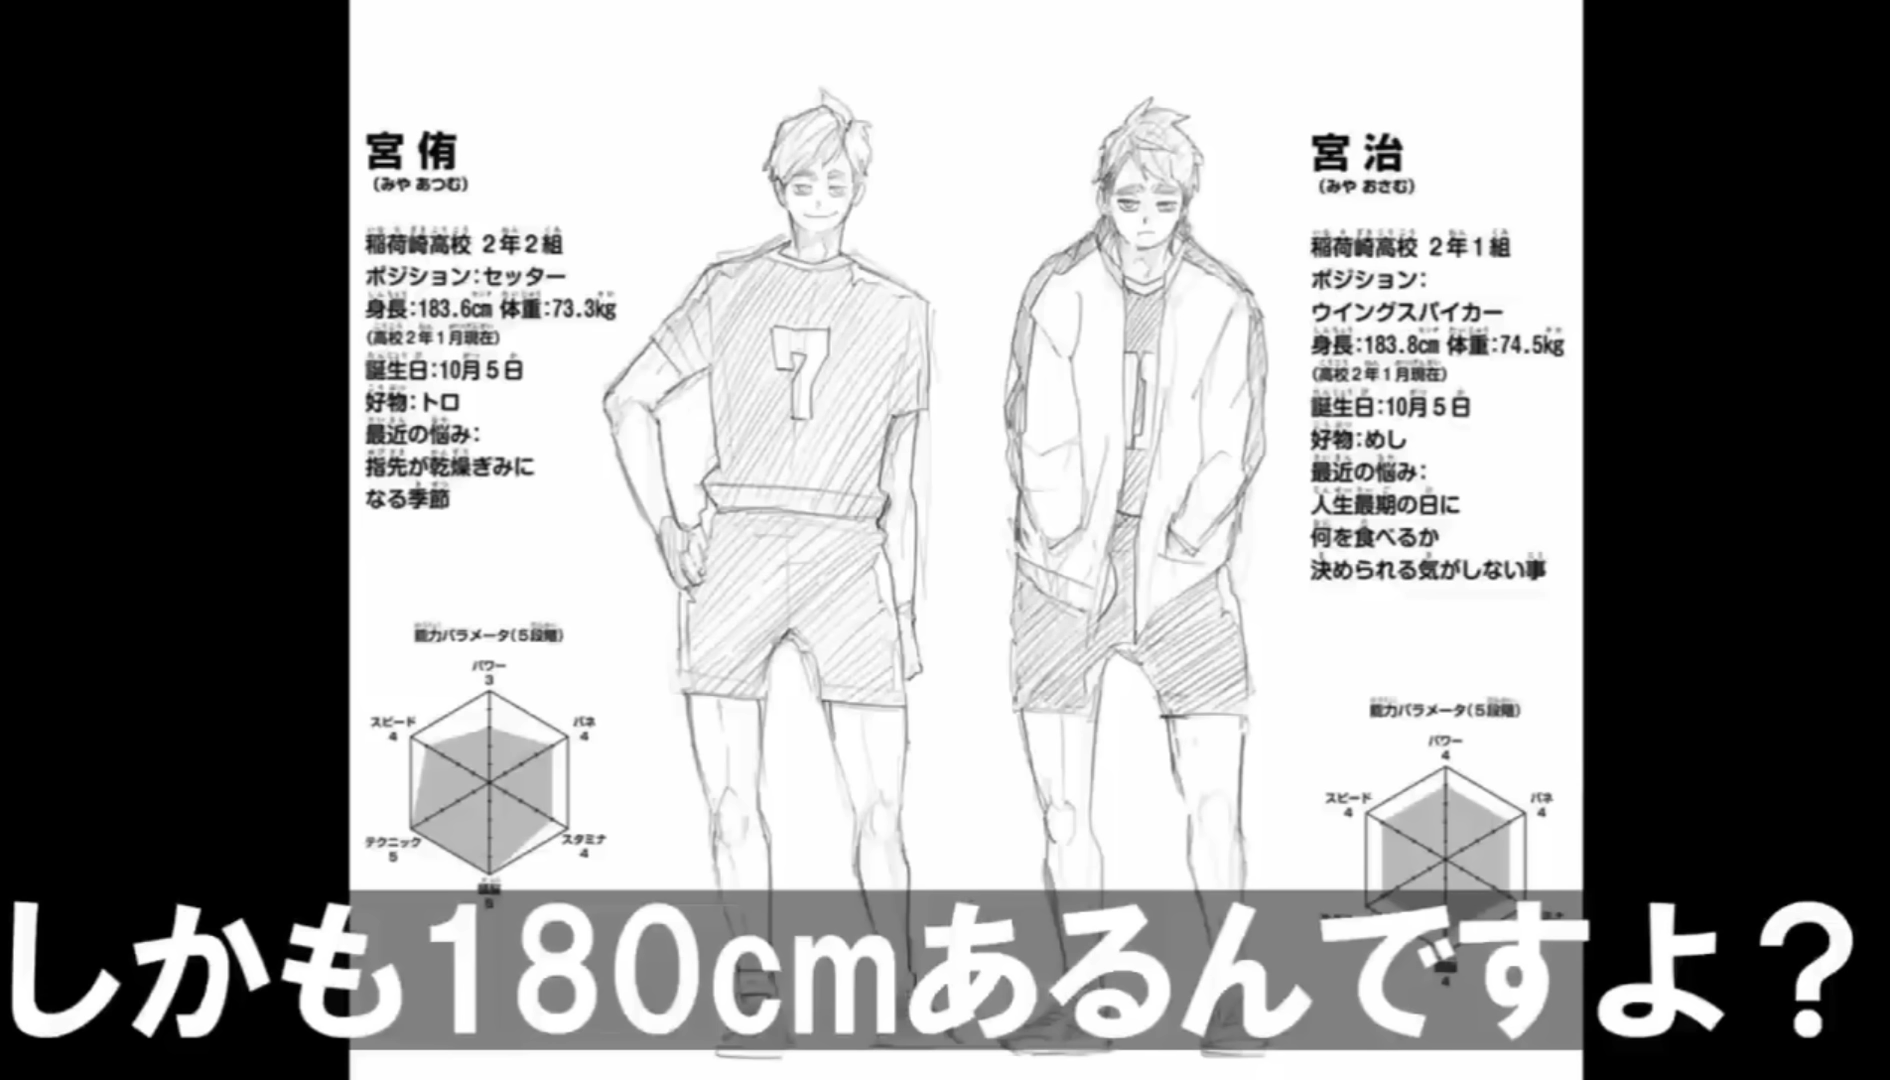 宮 侑
(みや あつむ)
稲荷崎高校 2年2組
ポジション:セッター
身長:183.6cm 体重:73.3kg
(高校2年1月現在)
誕生日:10月5日
好物:トロ
最近の悩み:
指先が乾燥ぎみに
なる季節
能力パラメータ(5段階)
パワー
3
スピード
4
バネ
4
テクニック
5
スタミナ
4
頭脳
5
7
宮 治
(みや おさむ)
稲荷崎高校 2年1組
ポジション:
ウイングスパイカー
身長:183.8cm 体重:74.5kg
(高校2年1月現在)
誕生日:10月5日
好物:めし
最近の悩み:
人生最期の日に
何を食べるか
決められる気がしない事
能力パラメータ(5段階)
パワー
4
スピード
4
バネ
4
4
しかも180cmあるんですよ?